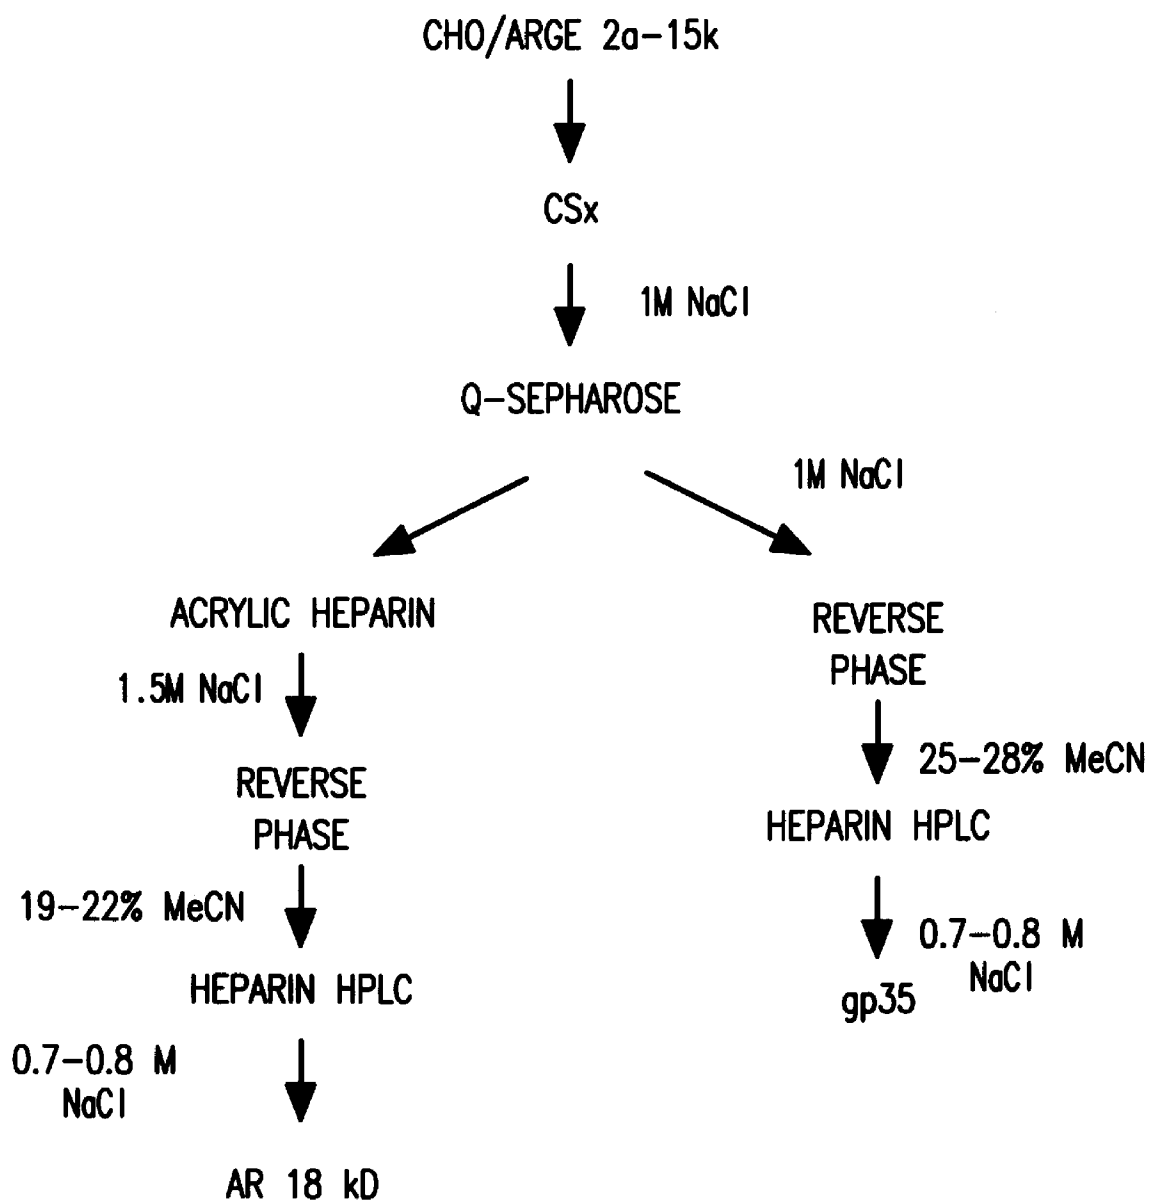 CHO/ARGE 2a-15k
CSx
1M NaCl
Q-SEPHAROSE
1M NaCl
ACRYLIC HEPARIN
1.5M NaCl
REVERSE
PHASE
19-22% MeCN
HEPARIN HPLC
0.7-0.8 M
NaCl
AR 18 kD
REVERSE
PHASE
25-28% MeCN
HEPARIN HPLC
0.7-0.8 M
NaCl
gp35